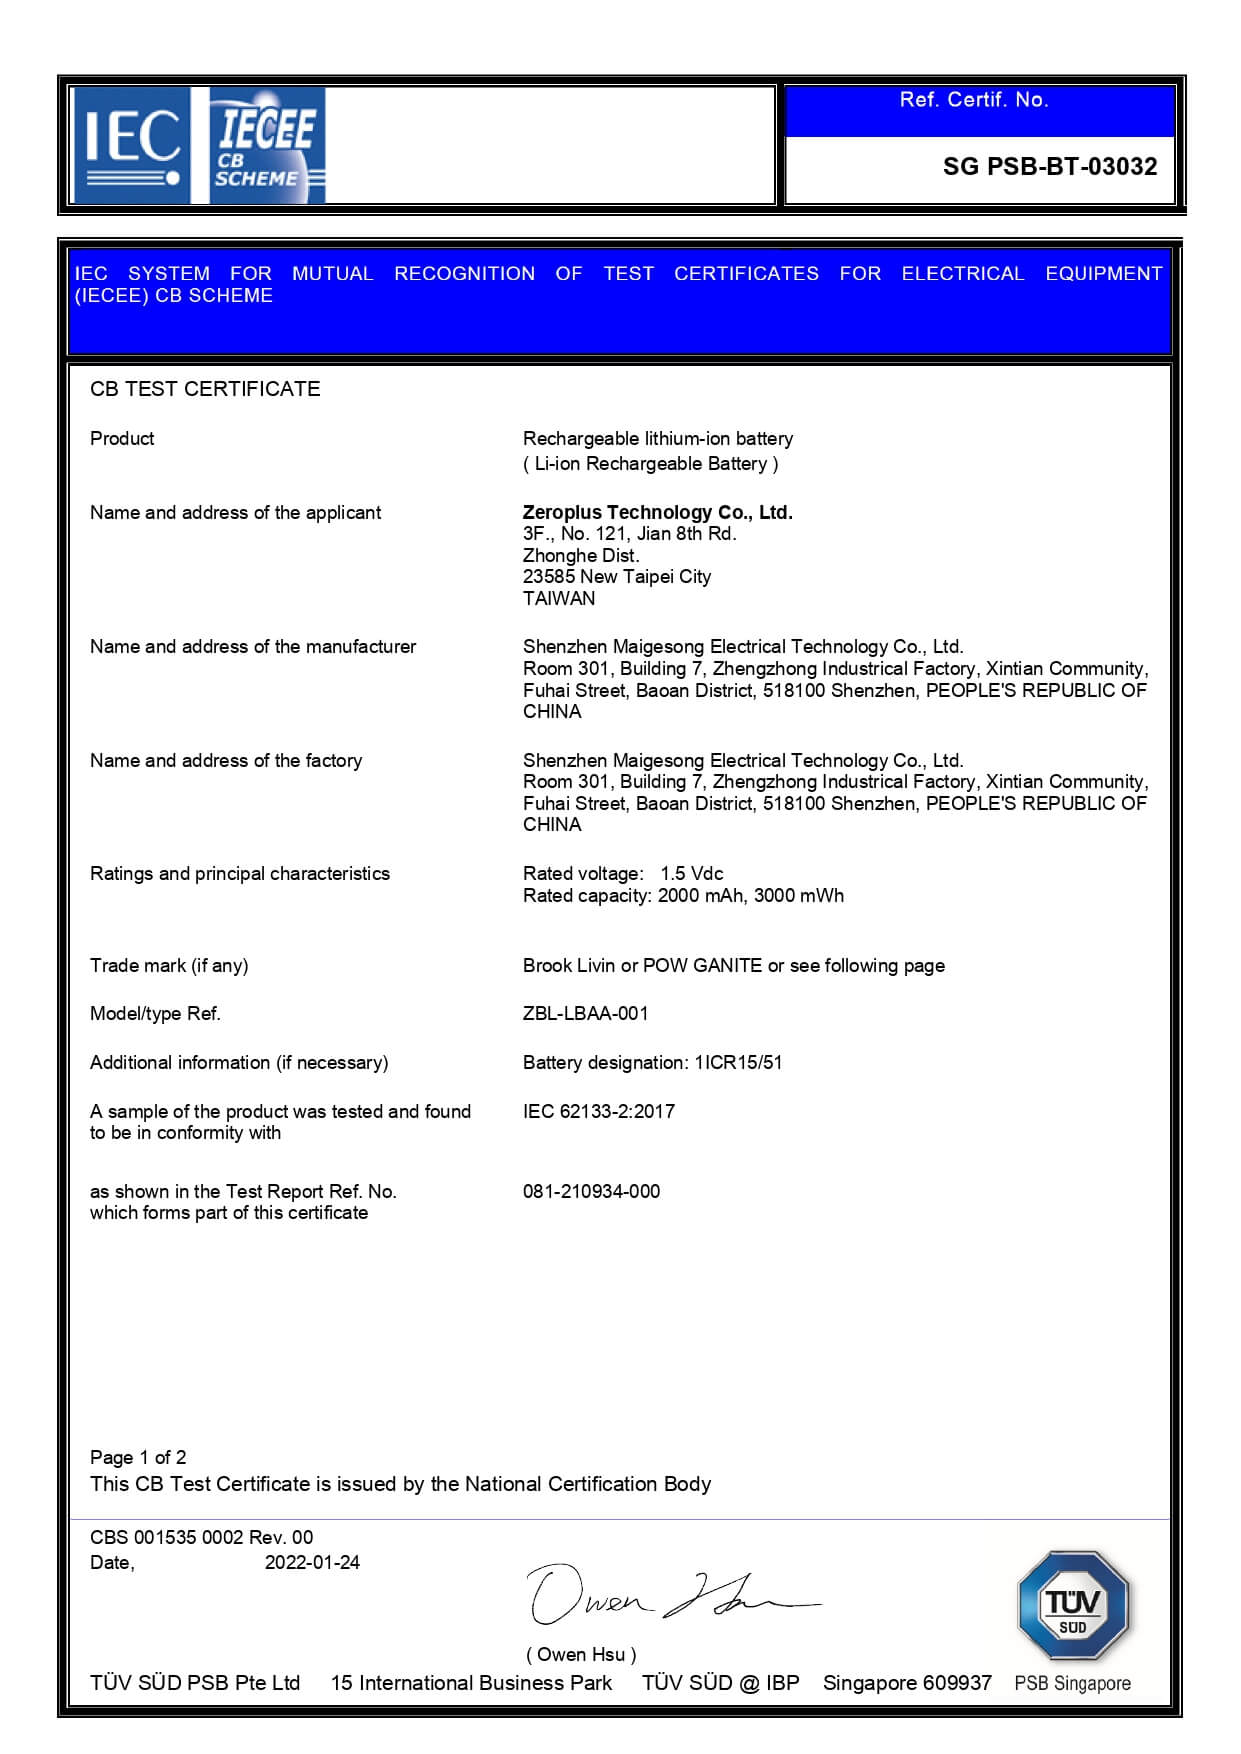 IEC
IECEE
CB
SCHEME
Ref. Certif. No.
SG PSB-BT-03032
IEC SYSTEM FOR MUTUAL RECOGNITION OF TEST CERTIFICATES FOR ELECTRICAL EQUIPMENT
(IECEE) CB SCHEME
CB TEST CERTIFICATE
Product
Rechargeable lithium-ion battery
( Li-ion Rechargeable Battery )
Name and address of the applicant
Zeroplus Technology Co., Ltd.
3F., No. 121, Jian 8th Rd.
Zhonghe Dist.
23585 New Taipei City
TAIWAN
Name and address of the manufacturer
Shenzhen Maigesong Electrical Technology Co., Ltd.
Room 301, Building 7, Zhengzhong Industrical Factory, Xintian Community,
Fuhai Street, Baoan District, 518100 Shenzhen, PEOPLE'S REPUBLIC OF
CHINA
Name and address of the factory
Shenzhen Maigesong Electrical Technology Co., Ltd.
Room 301, Building 7, Zhengzhong Industrical Factory, Xintian Community,
Fuhai Street, Baoan District, 518100 Shenzhen, PEOPLE'S REPUBLIC OF
CHINA
Ratings and principal characteristics
Rated voltage: 1.5 Vdc
Rated capacity: 2000 mAh, 3000 mWh
Trade mark (if any)
Brook Livin or POW GANITE or see following page
Model/type Ref.
ZBL-LBAA-001
Additional information (if necessary)
Battery designation: 1ICR15/51
A sample of the product was tested and found
to be in conformity with
IEC 62133-2:2017
as shown in the Test Report Ref. No.
which forms part of this certificate
081-210934-000
Page 1 of 2
This CB Test Certificate is issued by the National Certification Body
CBS 001535 0002 Rev. 00
Date, 2022-01-24
Owen Hsu
( Owen Hsu )
TÜV
SÜD
TÜV SÜD PSB Pte Ltd 15 International Business Park TÜV SÜD @ IBP Singapore 609937
PSB Singapore